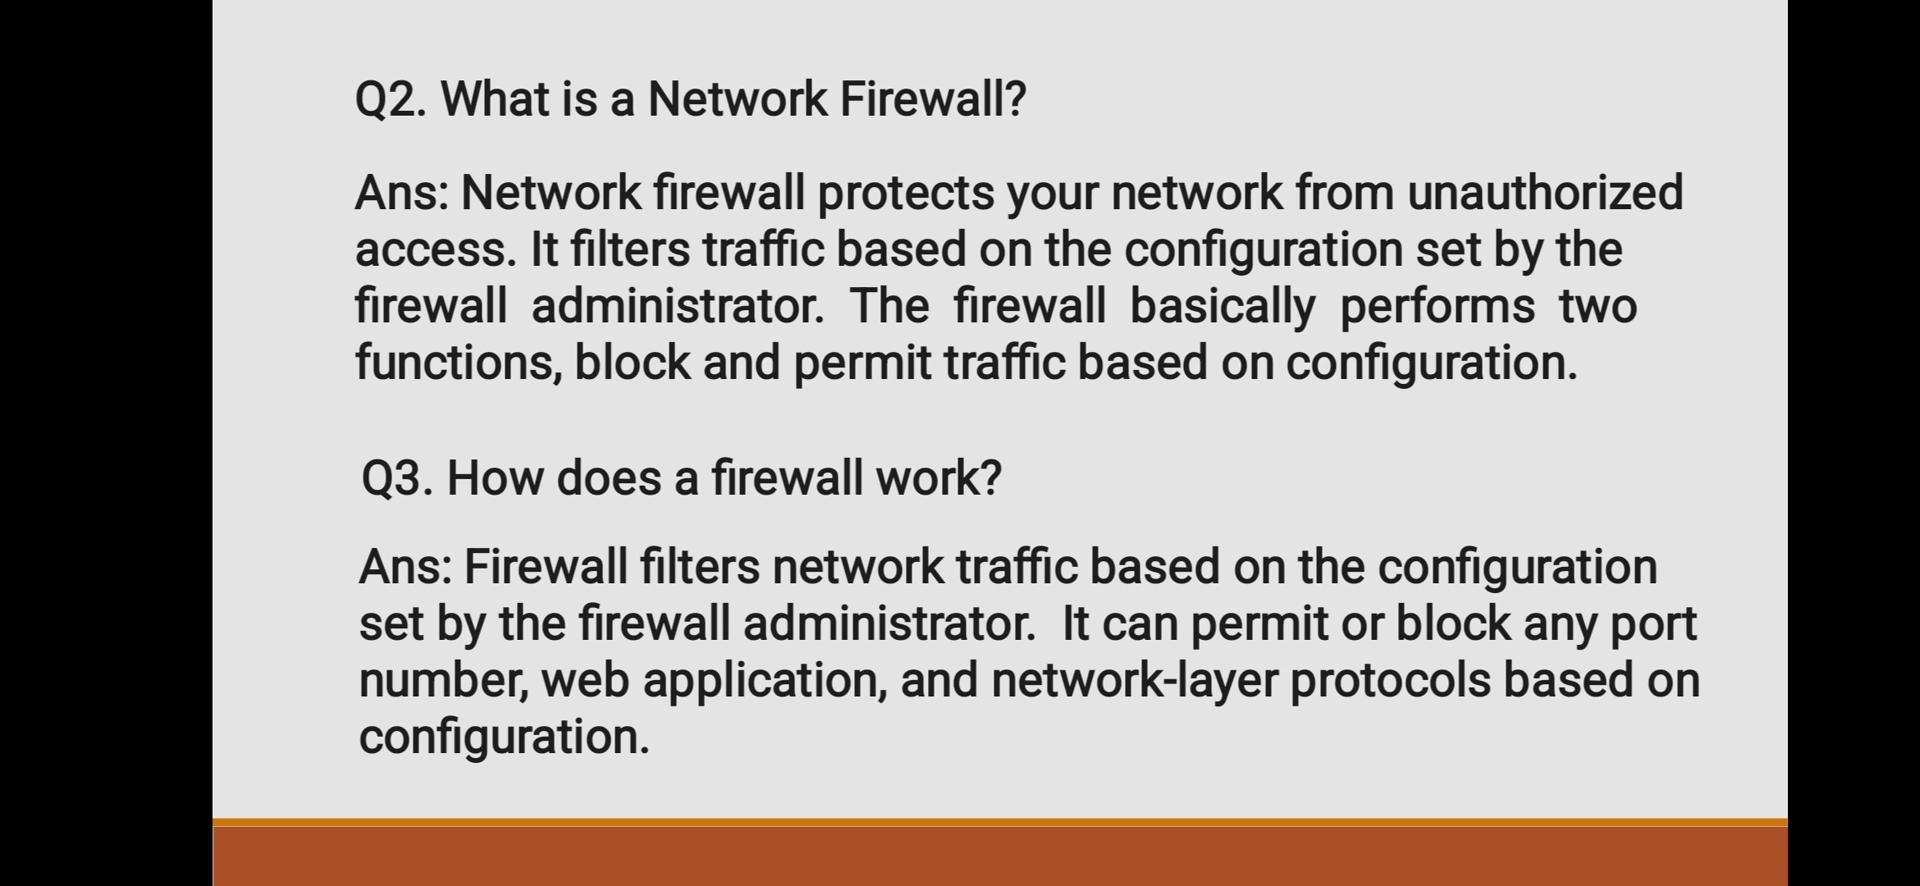 Q2. What is a Network Firewall?
Ans: Network firewall protects your network from unauthorized
access. It filters traffic based on the configuration set by the
firewall administrator. The firewall basically performs two
functions, block and permit traffic based on configuration.
Q3. How does a firewall work?
Ans: Firewall filters network traffic based on the configuration
set by the firewall administrator. It can permit or block any port
number, web application, and network-layer protocols based on
configuration.